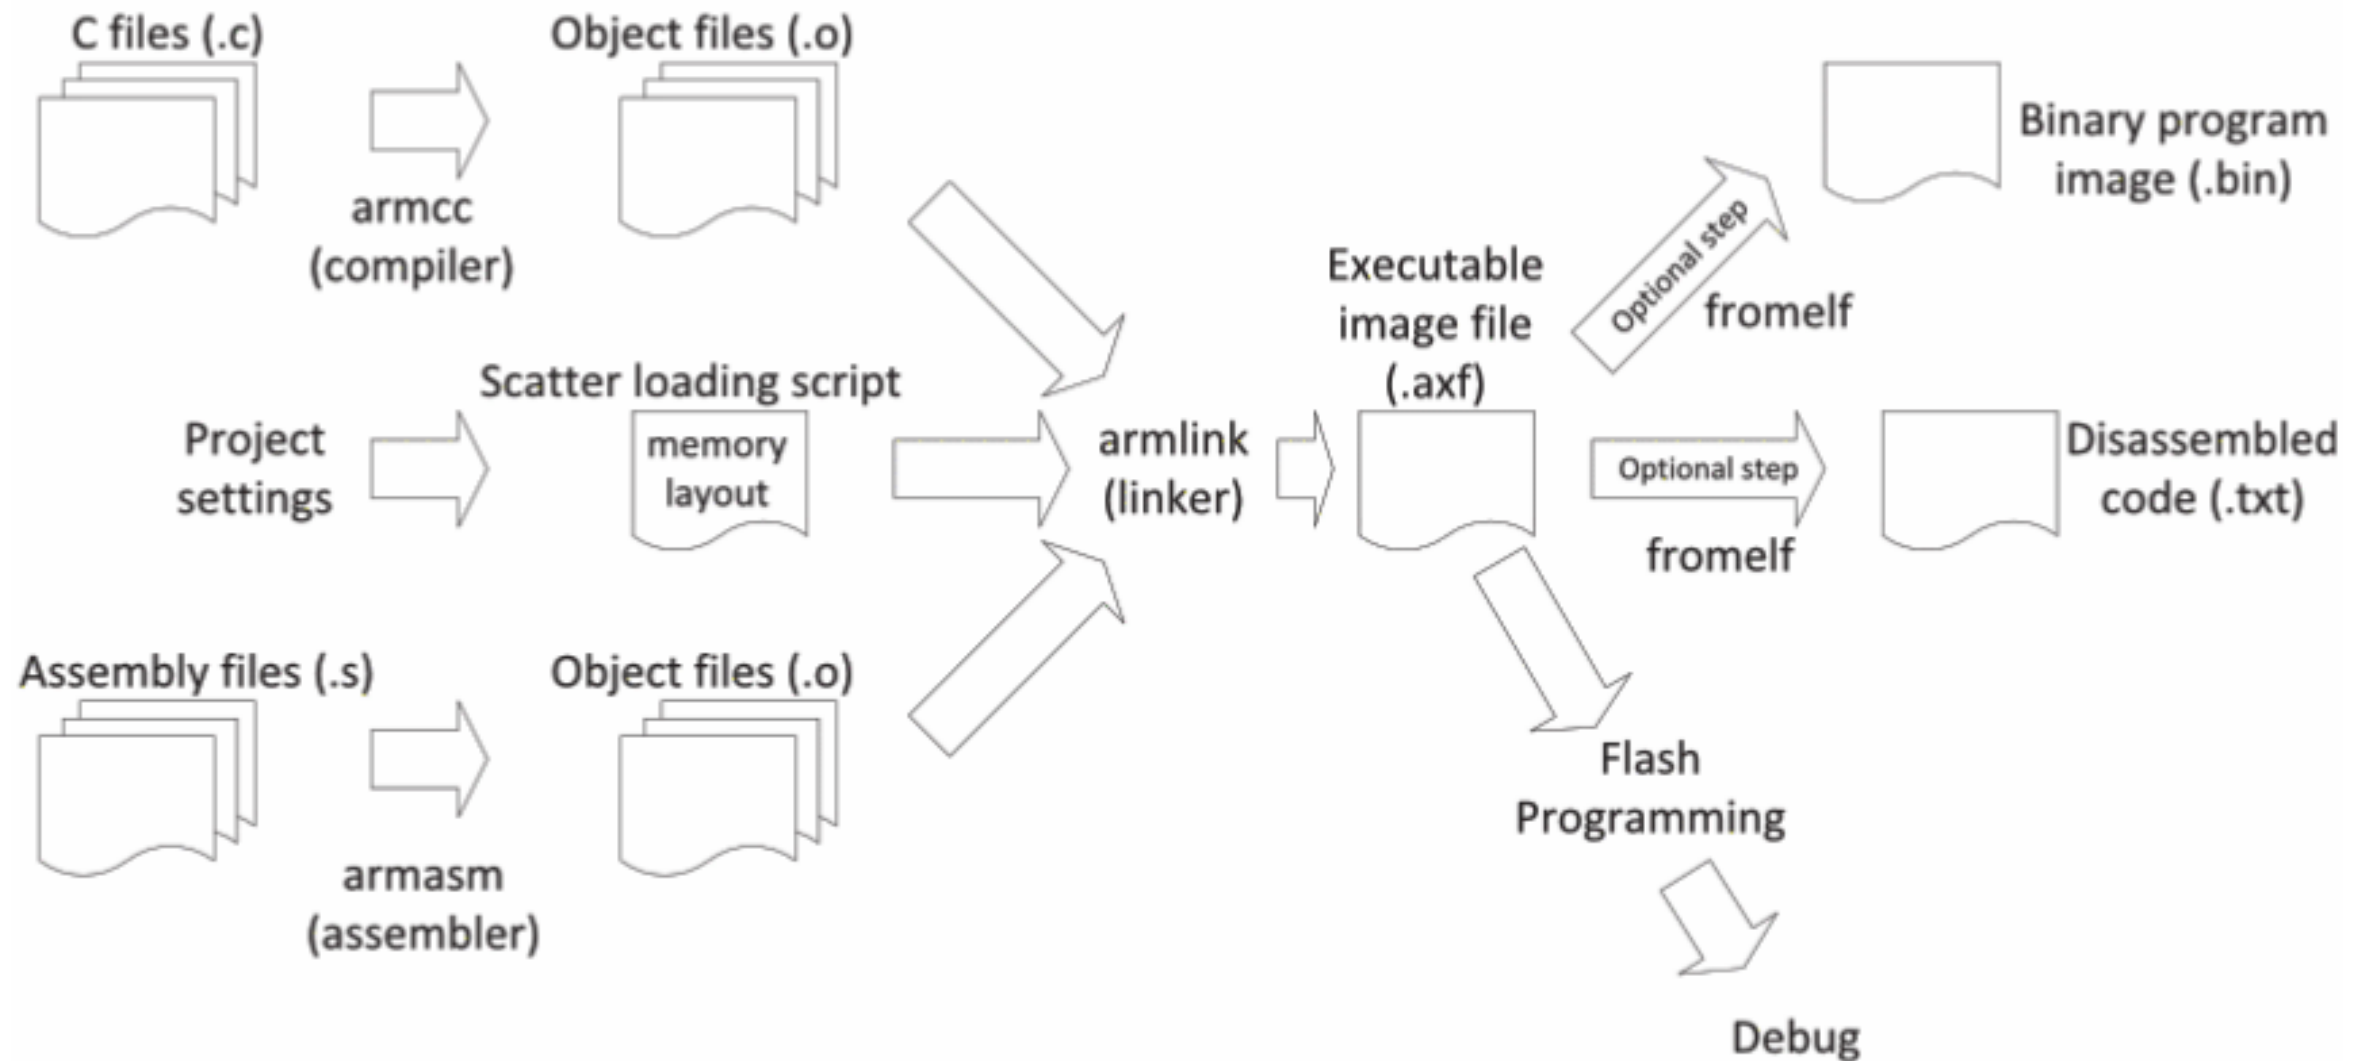 C files (.c)
Object files (.o)
armcc
(compiler)
Binary program
image (.bin)
Optional step
fromelf
Executable
image file
(.axf)
Scatter loading script
Project
settings
memory
layout
armlink
(linker)
Optional step
fromelf
Disassembled
code (.txt)
Assembly files (.s)
Object files (.o)
armasm
(assembler)
Flash
Programming
Debug